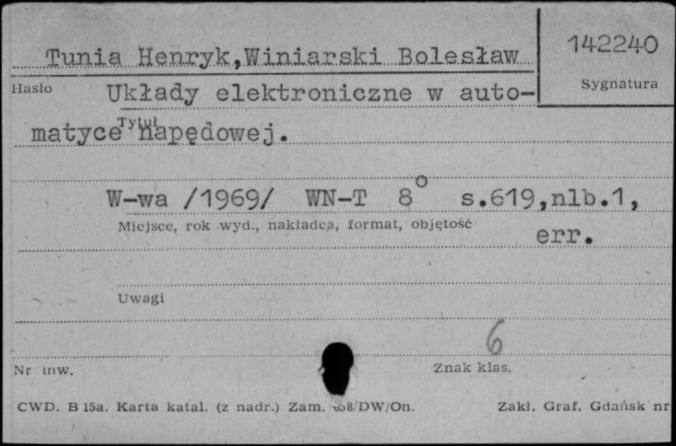 142240
Tunia Henryk,Winiarski Bolesław
Hasło
Sygnatura
Układy elektroniczne w auto-
Tytuł
matyce napędowej.
W-wa /1969/ WN-T 8° s.619,nlb.1,
Miejsce, rok wyd., nakładca, format, objętość
err.
Uwagi
6
Nr inw.
Znak klas.
CWD. B 15a. Karta katal. (z nadr.) Zam. 658/DW/On.
Zakł. Graf. Gdańsk nr